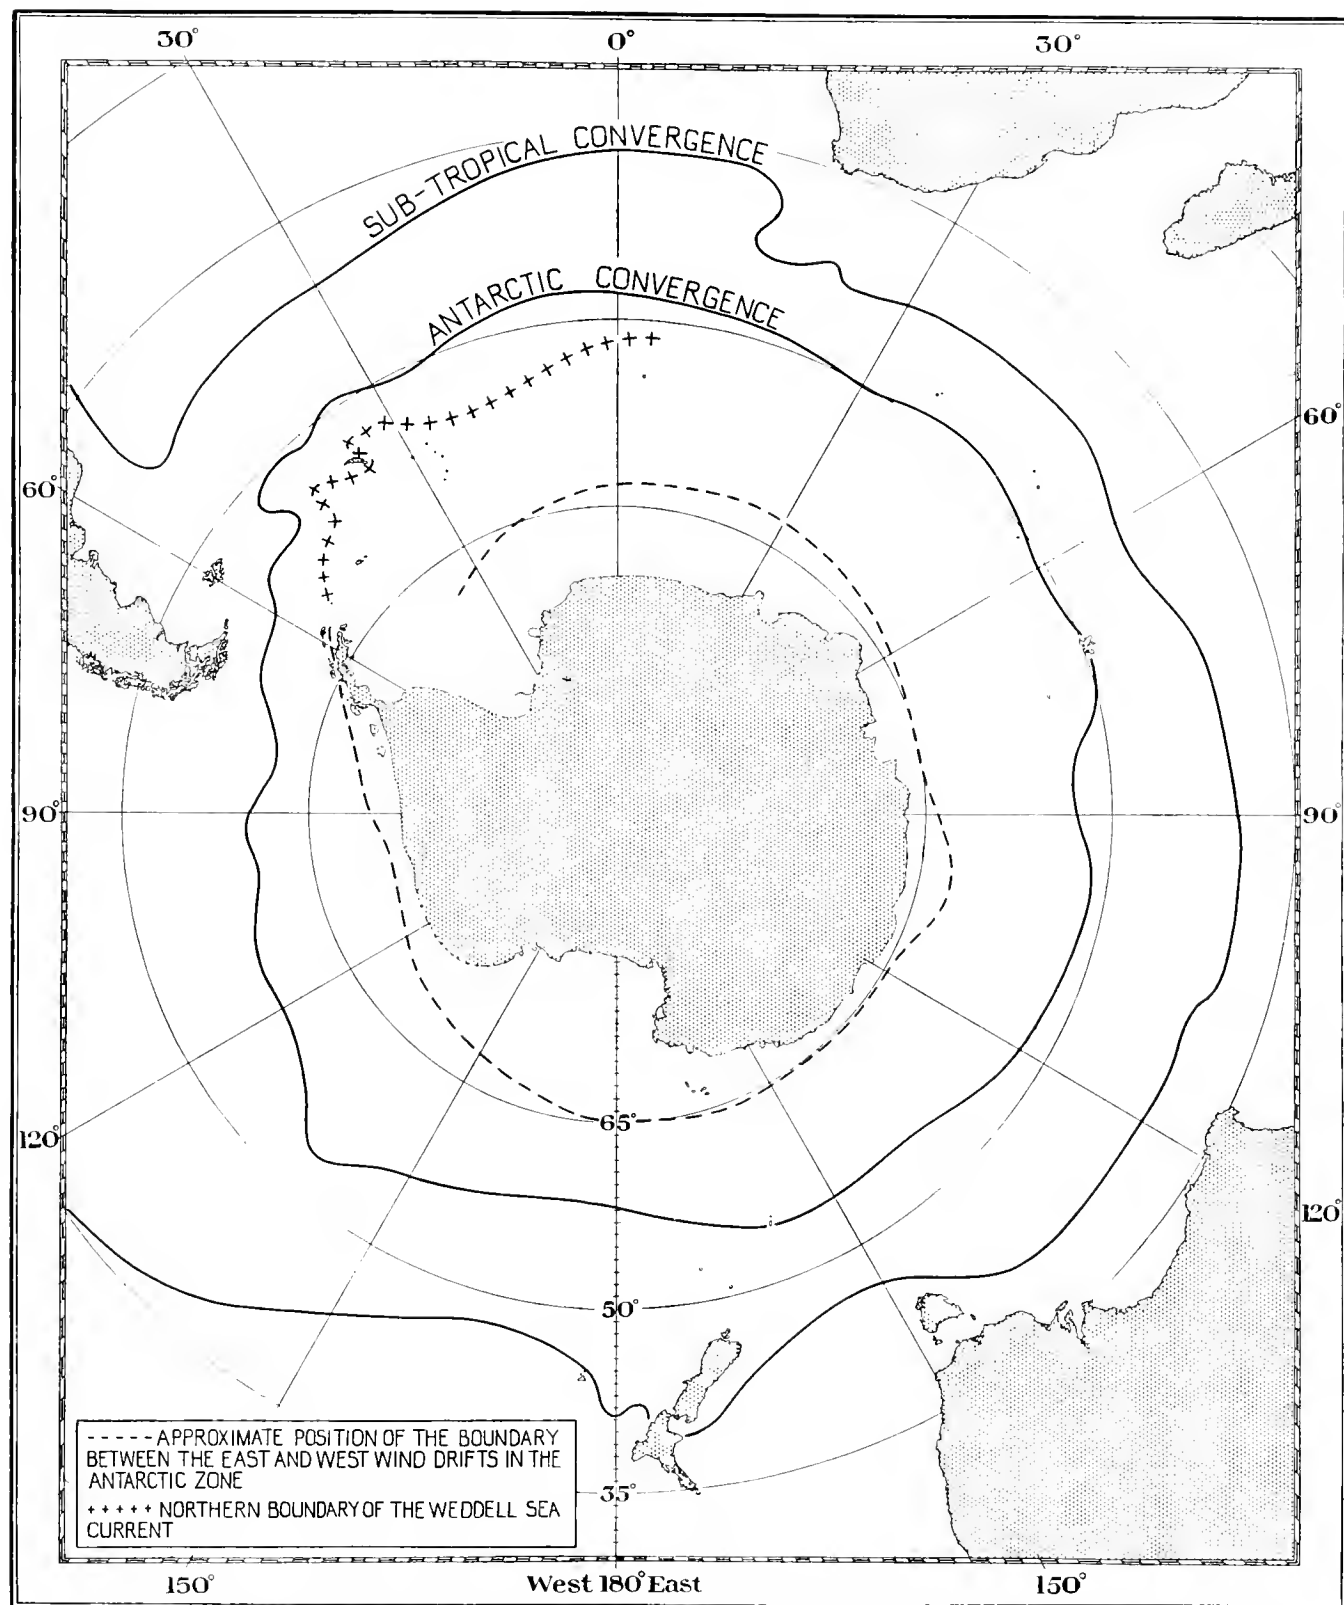 30° 0° 30°
SUB-TROPICAL CONVERGENCE
ANTARCTIC CONVERGENCE
60°
60°
90° 90°
65°
120°
120°
50°
35°
- - - - - APPROXIMATE POSITION OF THE BOUNDARY
BETWEEN THE EAST AND WEST WIND DRIFTS IN THE
ANTARCTIC ZONE
+ + + + + NORTHERN BOUNDARY OF THE WEDDELL SEA
CURRENT
150° West 180° East 150°